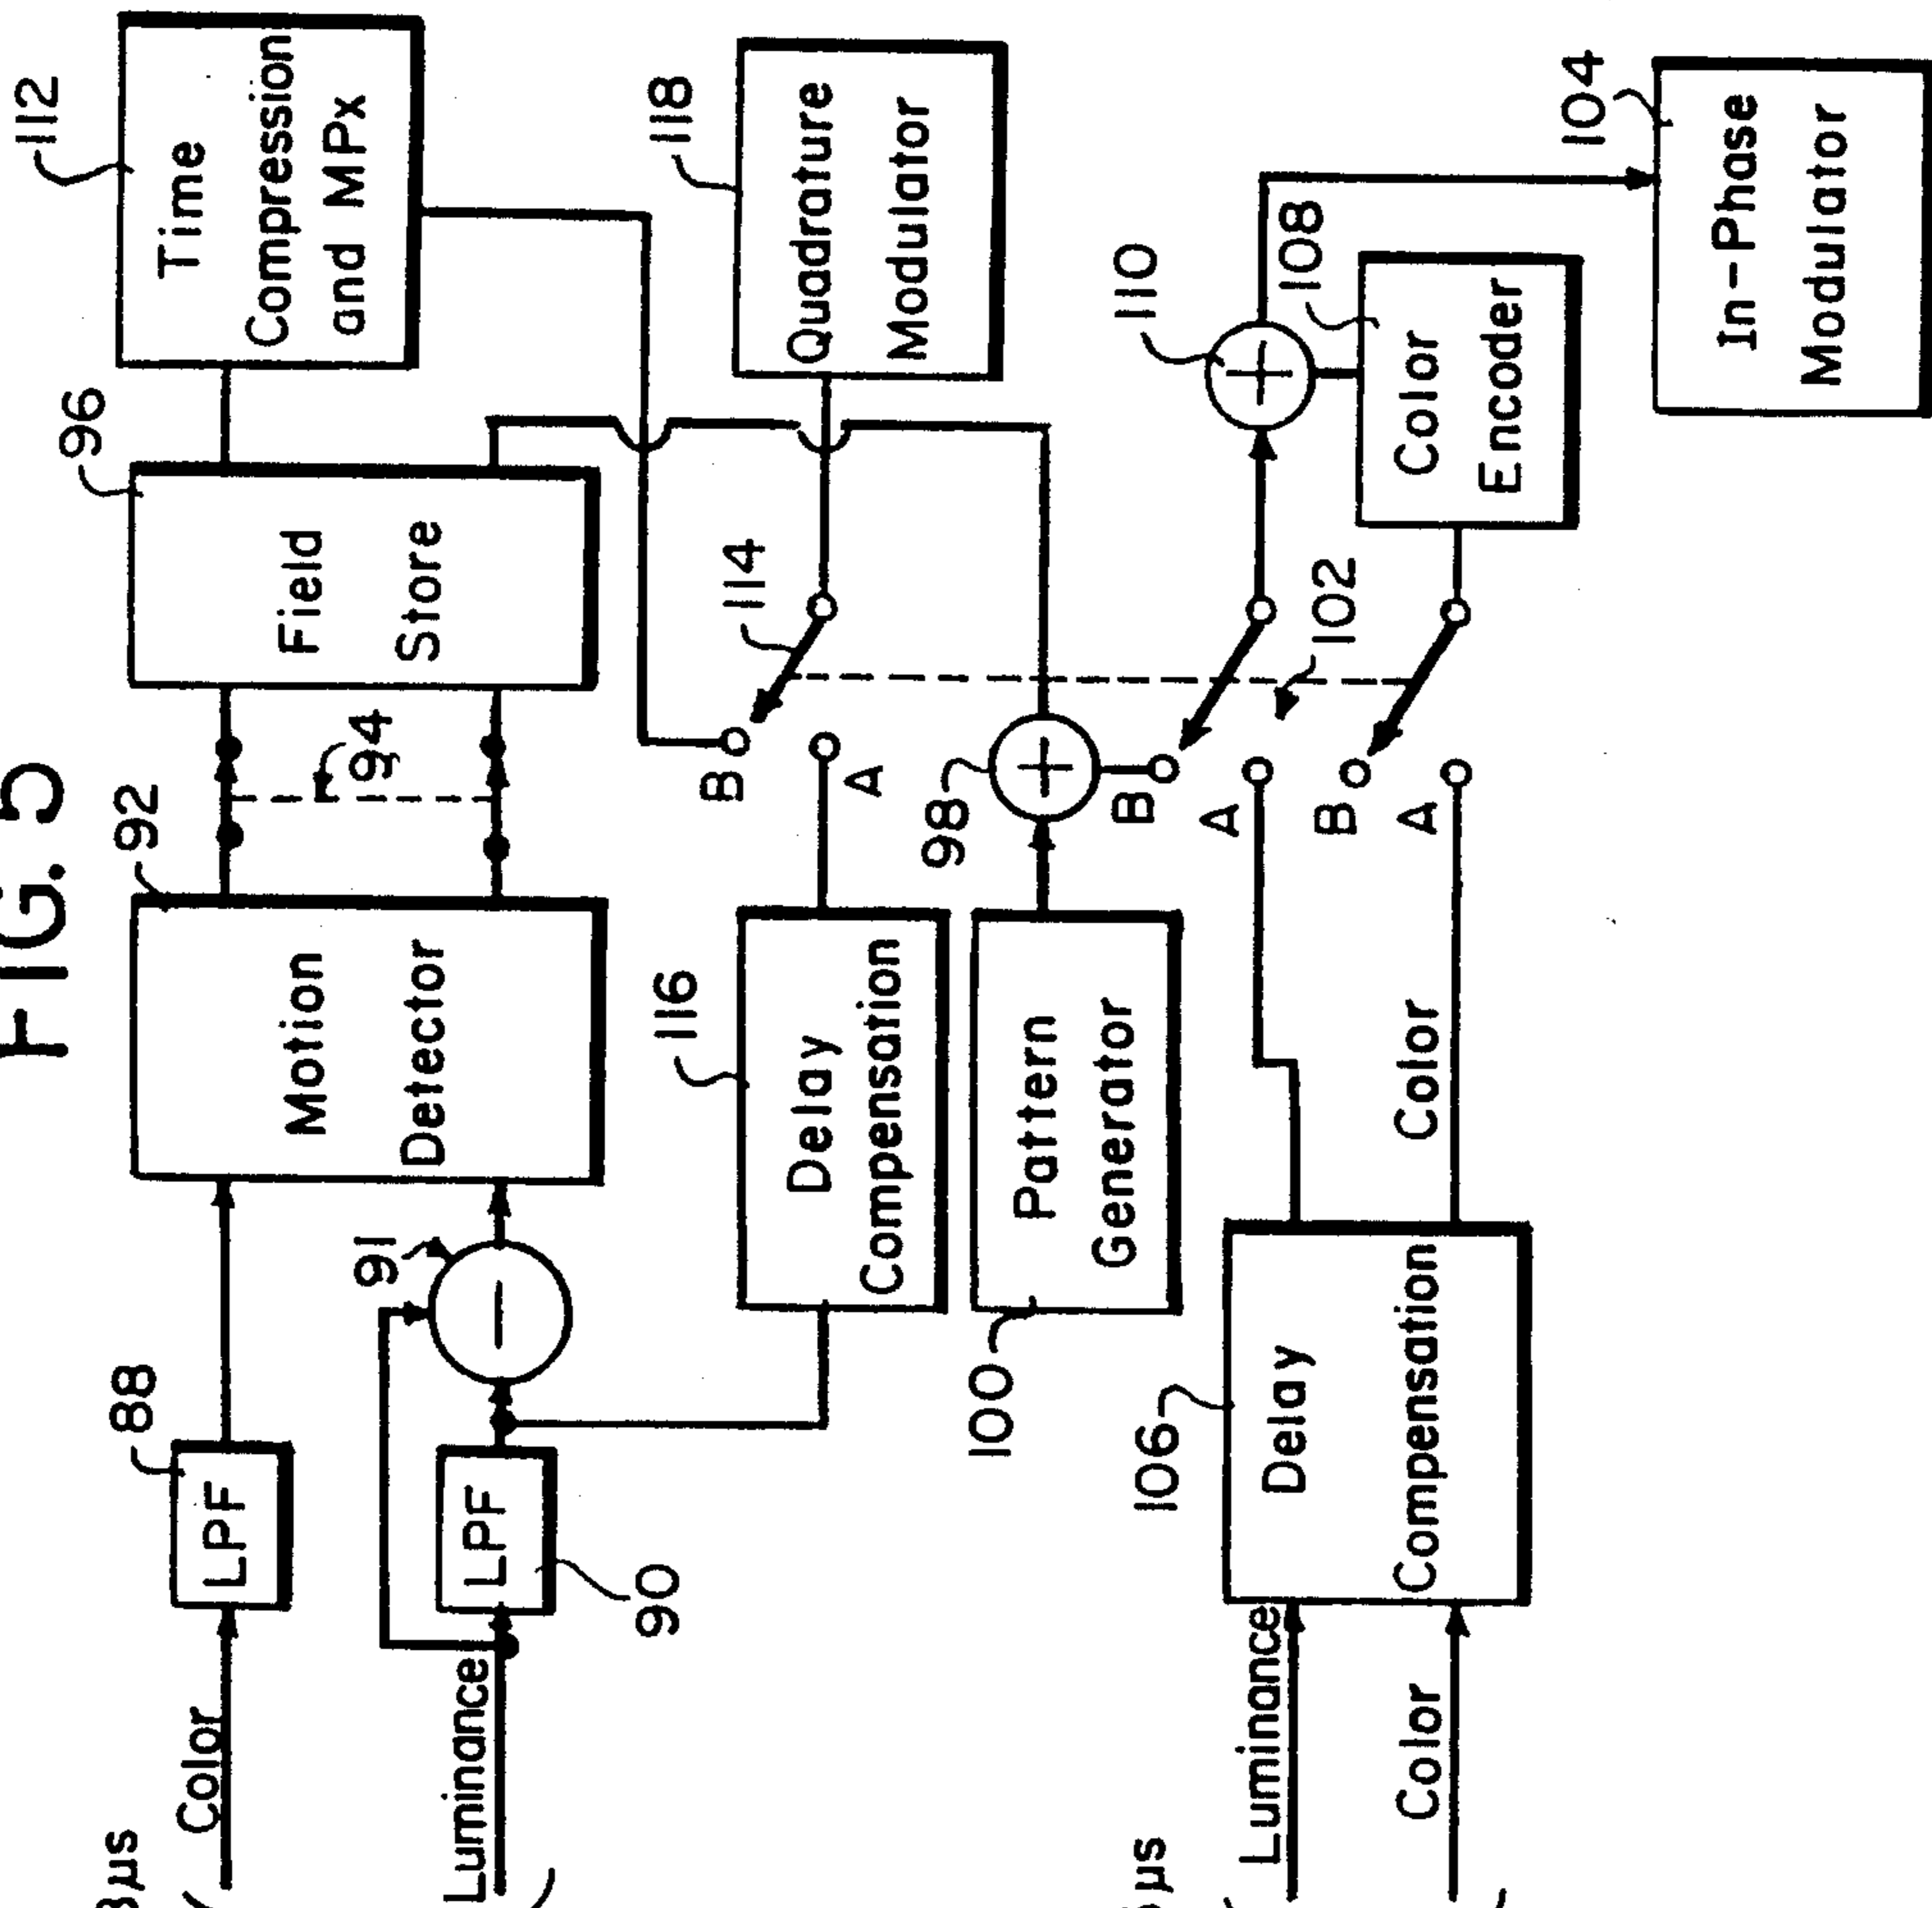 FIG. 5
112
Time
Compression
and MPx
96
Field
Store
92
Motion
Detector
94
88
LPF
Color
91
LPF
90
Luminance
118
Quadrature
Modulator
114
B
A
116
Delay
Compensation
98
100
Pattern
Generator
B
A
B
A
102
110
108
Color
Encoder
104
In-Phase
Modulator
106
Delay
Compensation
Color
Luminance
Color
μs
μs